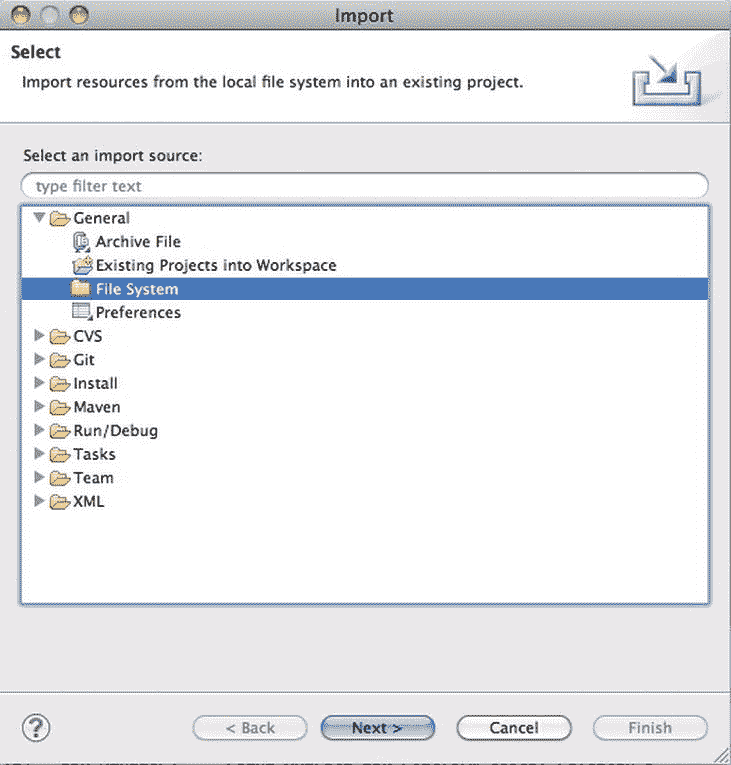 Import
Select
Import resources from the local file system into an existing project.
Select an import source:
type filter text
General
Archive File
Existing Projects into Workspace
File System
Preferences
CVS
Git
Install
Maven
Run/Debug
Tasks
Team
XML
?
< Back
Next >
Cancel
Finish